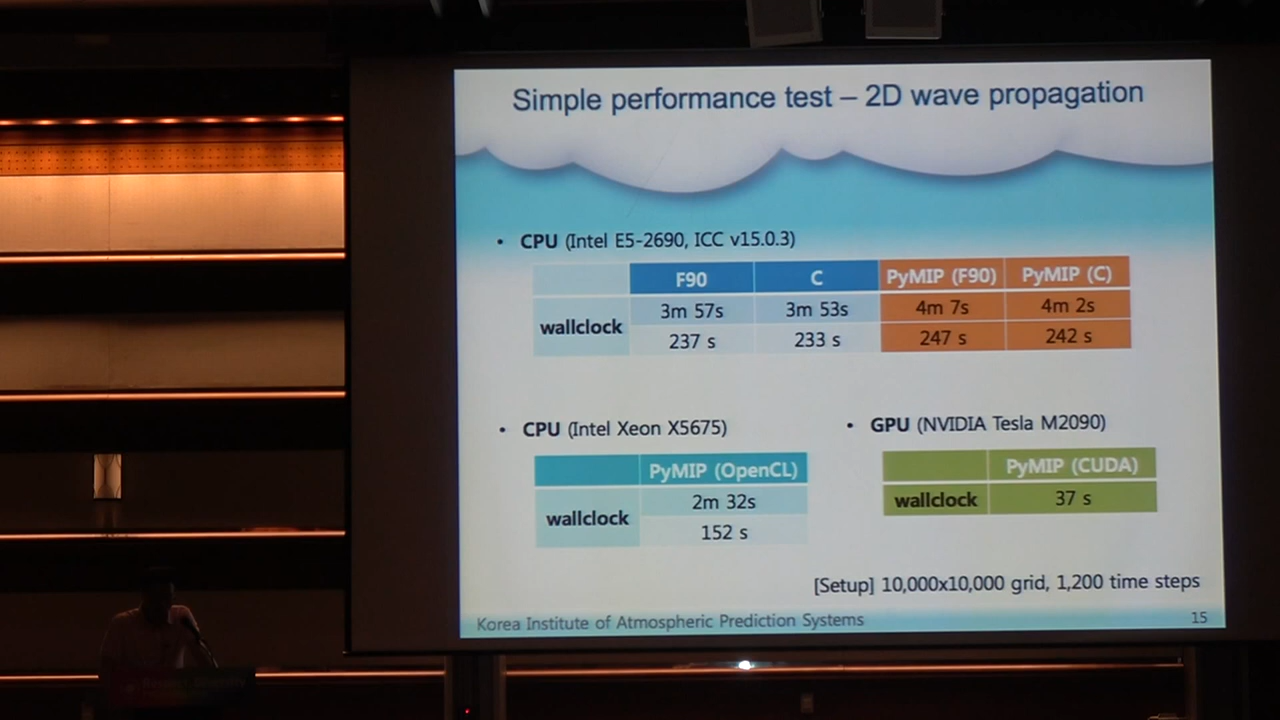 Simple performance test – 2D wave propagation
• CPU (Intel E5-2690, ICC v15.0.3)
F90 C PyMIP (F90) PyMIP (C)
wallclock
3m 57s 3m 53s 4m 7s 4m 2s
237 s 233 s 247 s 242 s
• CPU (Intel Xeon X5675)
PyMIP (OpenCL)
wallclock
2m 32s
152 s
• GPU (NVIDIA Tesla M2090)
PyMIP (CUDA)
wallclock 37 s
[Setup] 10,000x10,000 grid, 1,200 time steps
Korea Institute of Atmospheric Prediction Systems 15